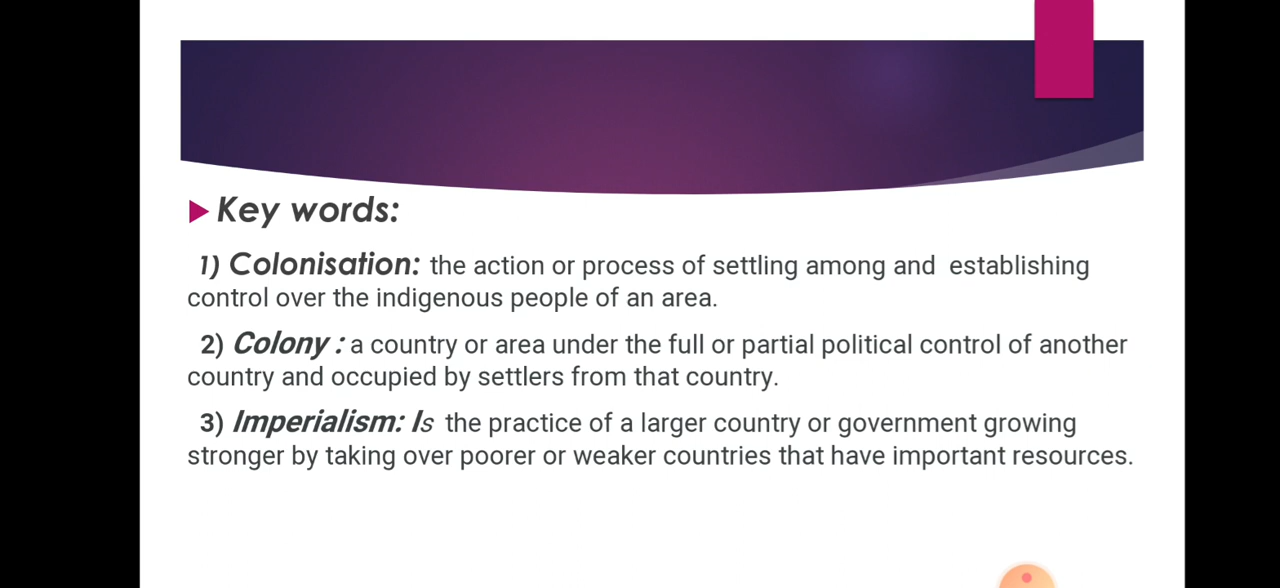 Key words:
1) Colonisation: the action or process of settling among and establishing
control over the indigenous people of an area.
2) Colony : a country or area under the full or partial political control of another
country and occupied by settlers from that country.
3) Imperialism: Is the practice of a larger country or government growing
stronger by taking over poorer or weaker countries that have important resources.